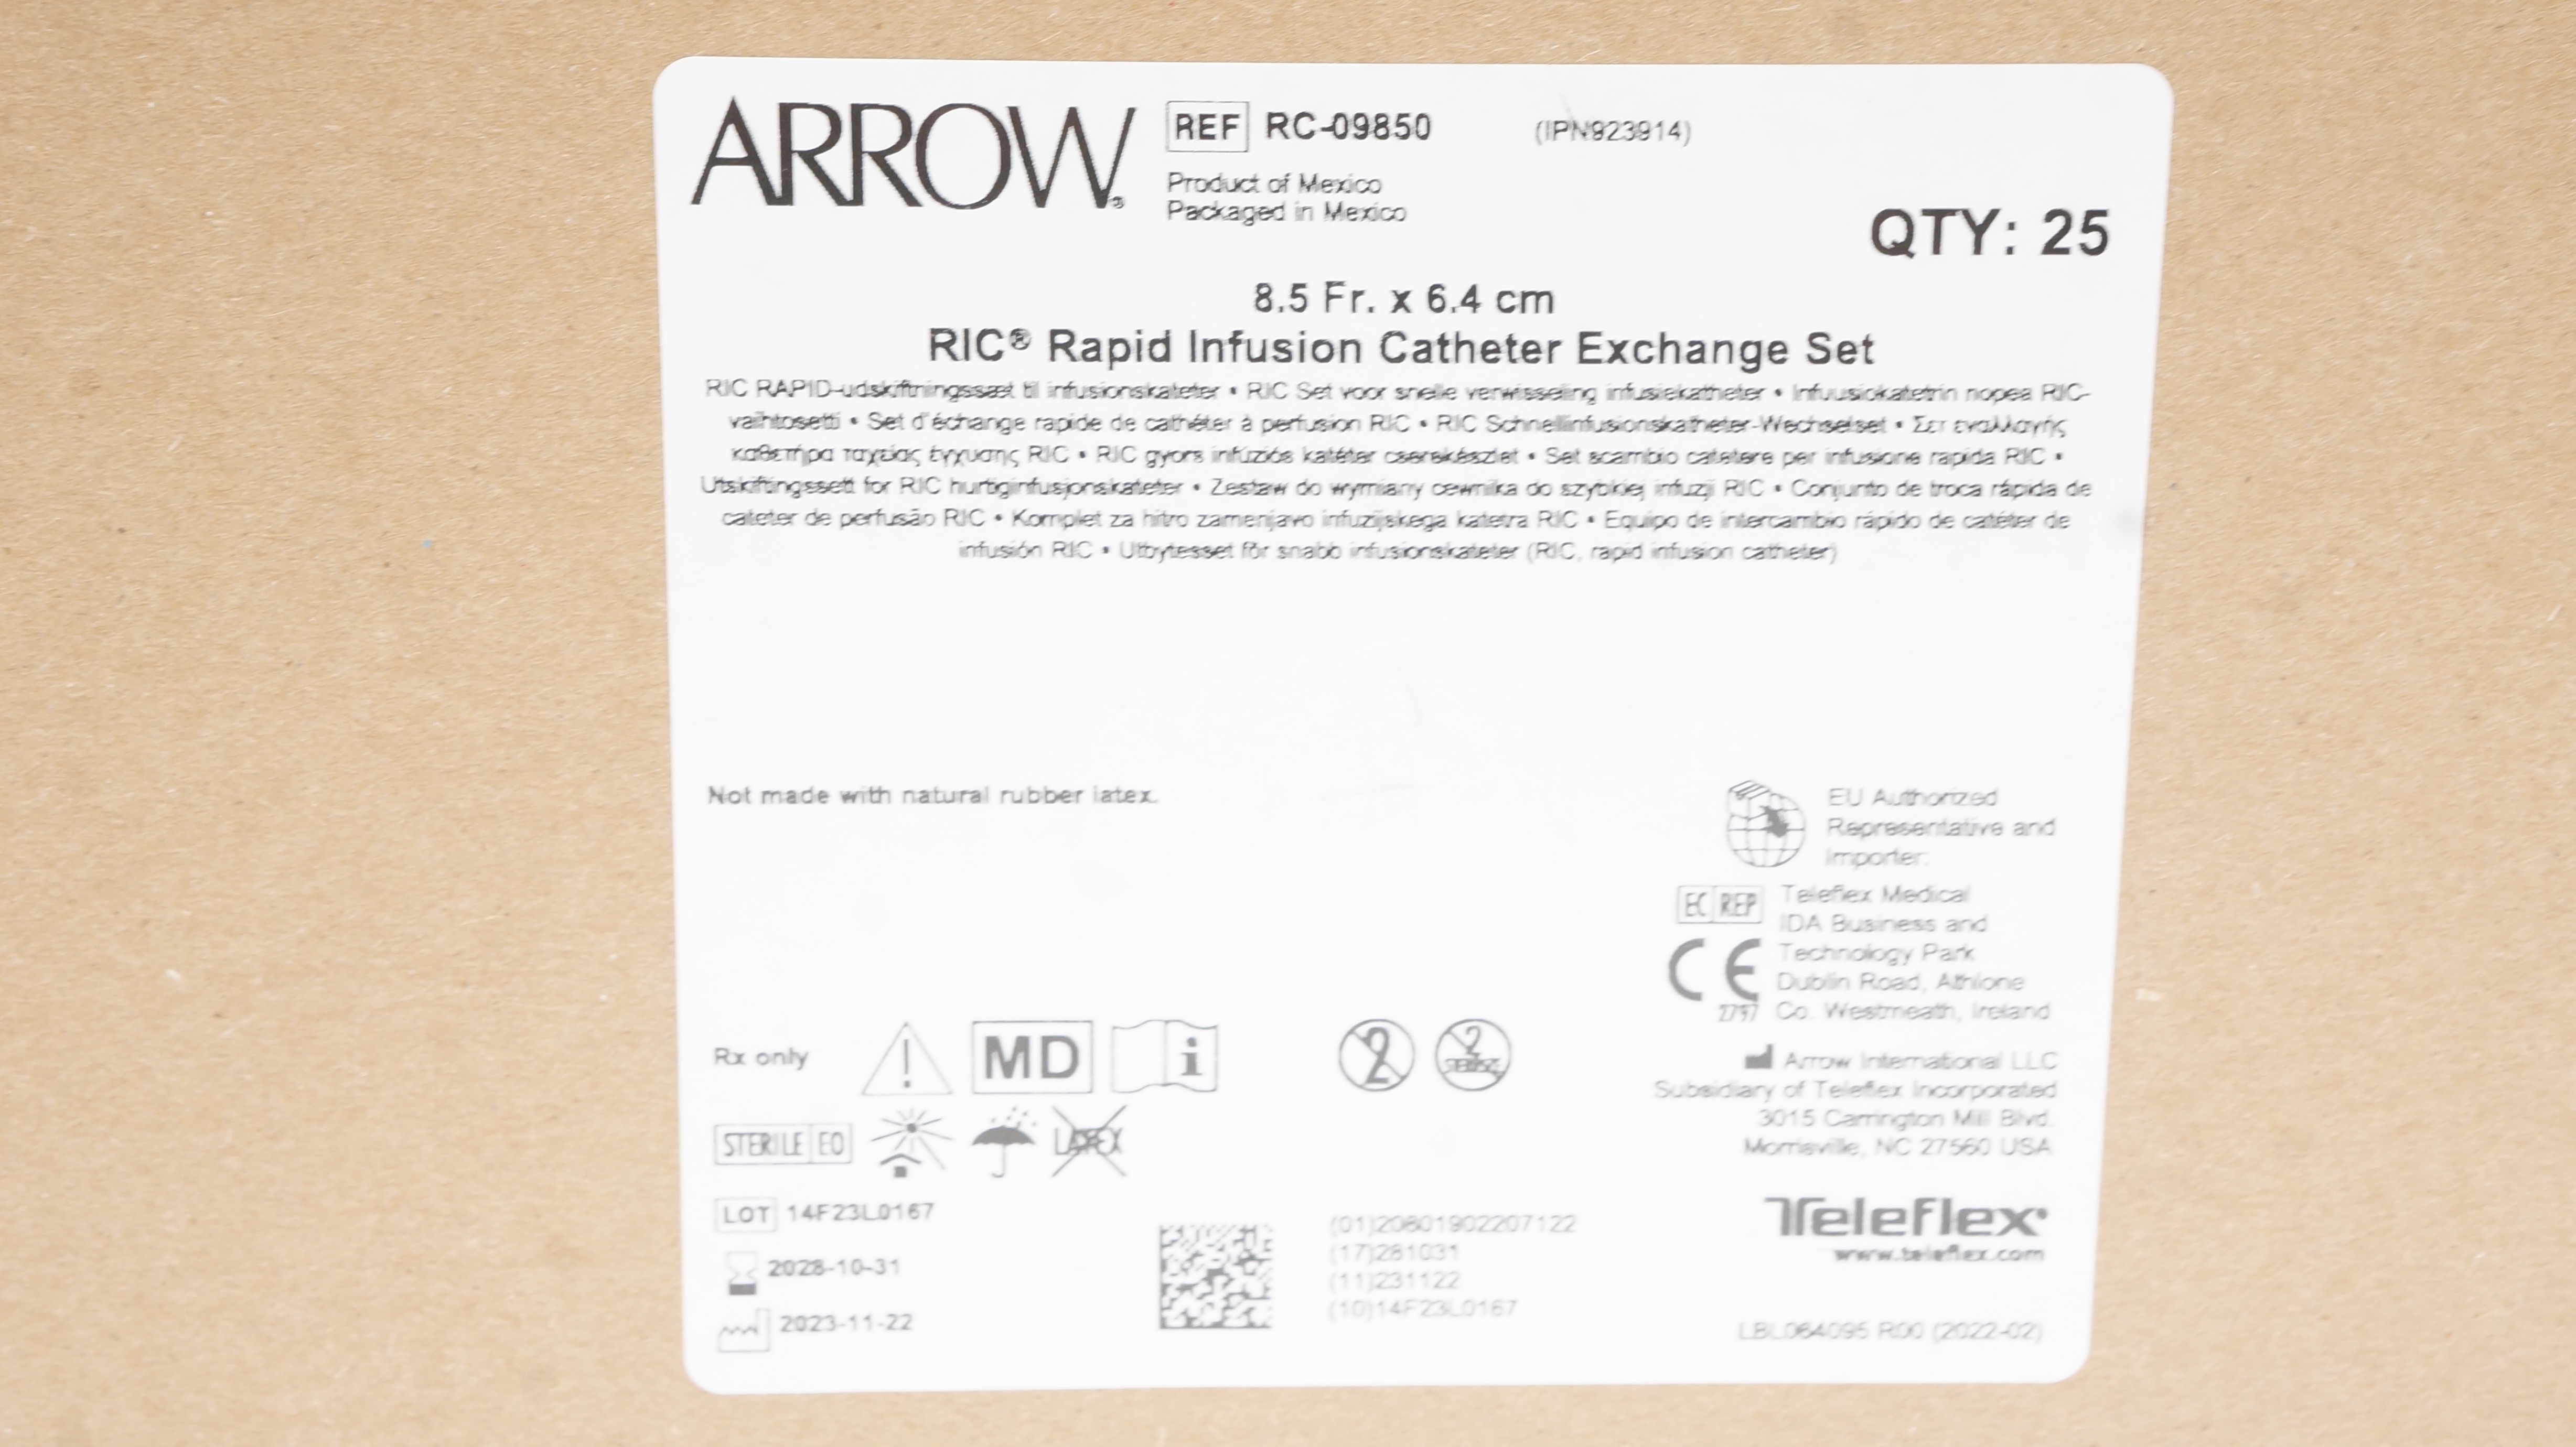 ARROW®
REF RC-09850 (IPN923914)
Product of Mexico
Packaged in Mexico
QTY: 25
8.5 Fr. x 6.4 cm
RIC® Rapid Infusion Catheter Exchange Set
RIC RAPID-udskiftningssæt til infusionskateter • RIC Set voor snelle verwisseling infusiekatheter • Infuusiokatetrin nopea RIC-
vaihtosetti • Set d'échange rapide de cathéter à perfusion RIC • RIC Schnellinfusionskatheter-Wechselset • Σετ εναλλαγής
καθετήρα ταχείας έγχυσης RIC • RIC gyors infúziós katéter cserekészlet • Set scambio catetere per infusione rapida RIC •
Utskiftingssett for RIC hurtiginfusjonskateter • Zestaw do wymiany cewnika do szybkiej infuzji RIC • Conjunto de troca rápida de
cateter de perfusão RIC • Komplet za hitro zamenjavo infuzijskega katetra RIC • Equipo de intercambio rápido de catéter de
infusión RIC • Utbytesset för snabb infusionskateter (RIC, rapid infusion catheter)
Not made with natural rubber latex.
EU Authorized
Representative and
Importer:
EC REP Teleflex Medical
IDA Business and
Technology Park
Dublin Road, Athlone
Co. Westmeath, Ireland
CE
2797
Rx only
MD
i
2
2
STERILIZE
Arrow International LLC
Subsidiary of Teleflex Incorporated
3015 Carrington Mill Blvd.
Morrisville, NC 27560 USA
STERILE EO
LATEX
LOT 14F23L0167
2028-10-31
2023-11-22
(01)20801902207122
(17)281031
(11)231122
(10)14F23L0167
Teleflex®
www.teleflex.com
LBL064095 R00 (2022-02)